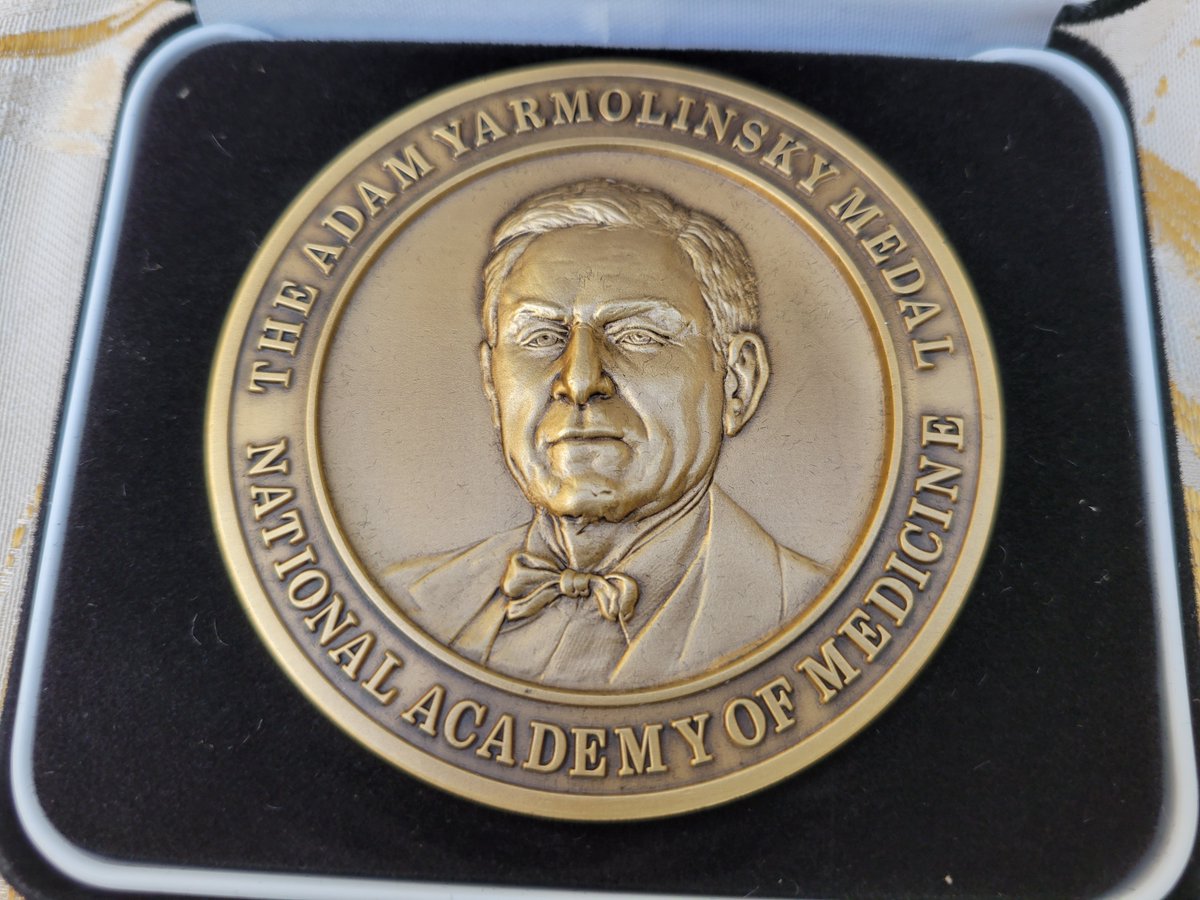 THE ADAM YARMOLINSKY MEDAL
NATIONAL ACADEMY OF MEDICINE